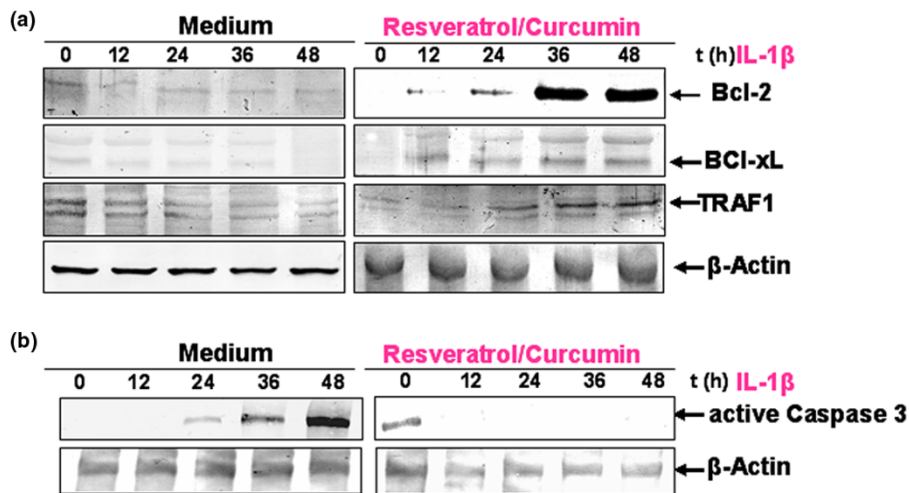 (a)
Medium
Resveratrol/Curcumin
0 12 24 36 48
0 12 24 36 48
t (h) IL-1β
Bcl-2
BCl-xL
TRAF1
β-Actin
(b)
Medium
Resveratrol/Curcumin
0 12 24 36 48
0 12 24 36 48
t (h) IL-1β
active Caspase 3
β-Actin